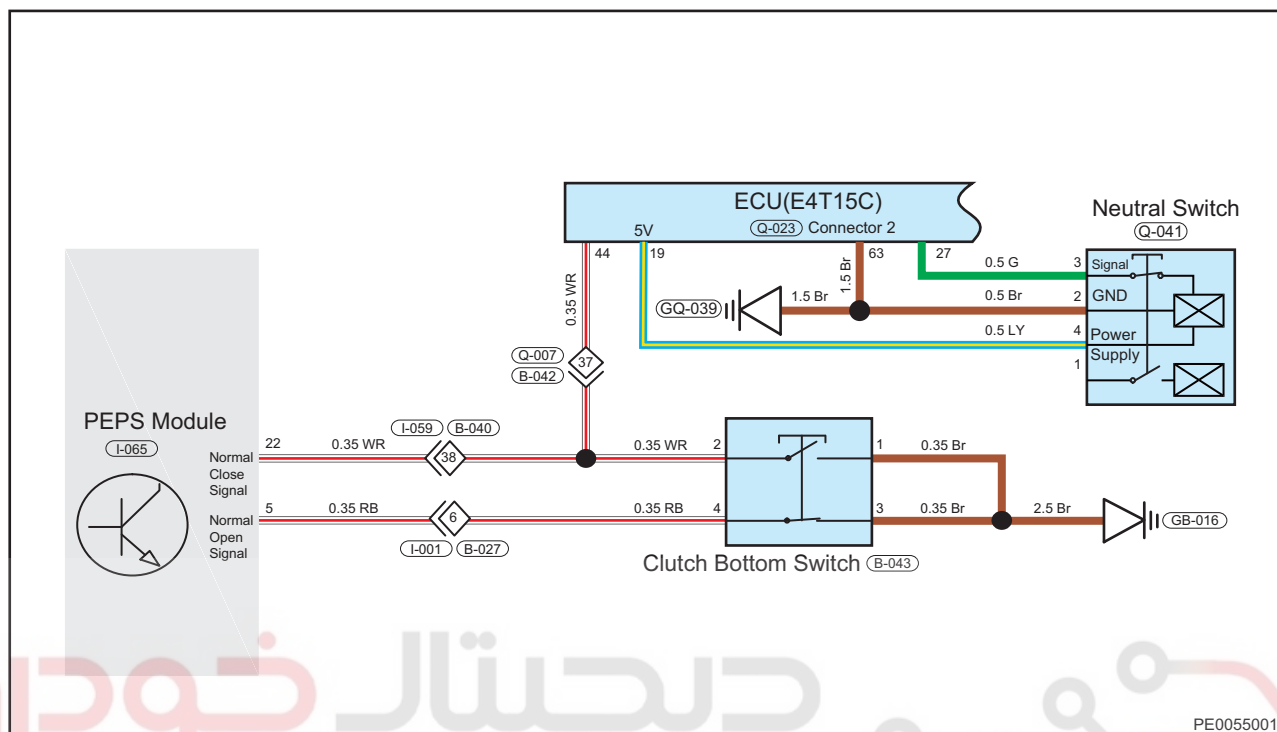 ECU(E4T15C)
5V
Q-023 Connector 2
44
19
63
27
Neutral Switch
Q-041
0.35 WR
1.5 Br
0.5 G
3
Signal
GQ-039
1.5 Br
0.5 Br
2
GND
0.5 LY
4
Power
Supply
1
Q-007
B-042
37
PEPS Module
I-065
Normal
Close
Signal
22
0.35 WR
I-059
B-040
38
0.35 WR
2
1
0.35 Br
Normal
Open
Signal
5
0.35 RB
6
I-001
B-027
0.35 RB
4
3
0.35 Br
2.5 Br
GB-016
Clutch Bottom Switch B-043
دیجیتال خودرو
PE0055001